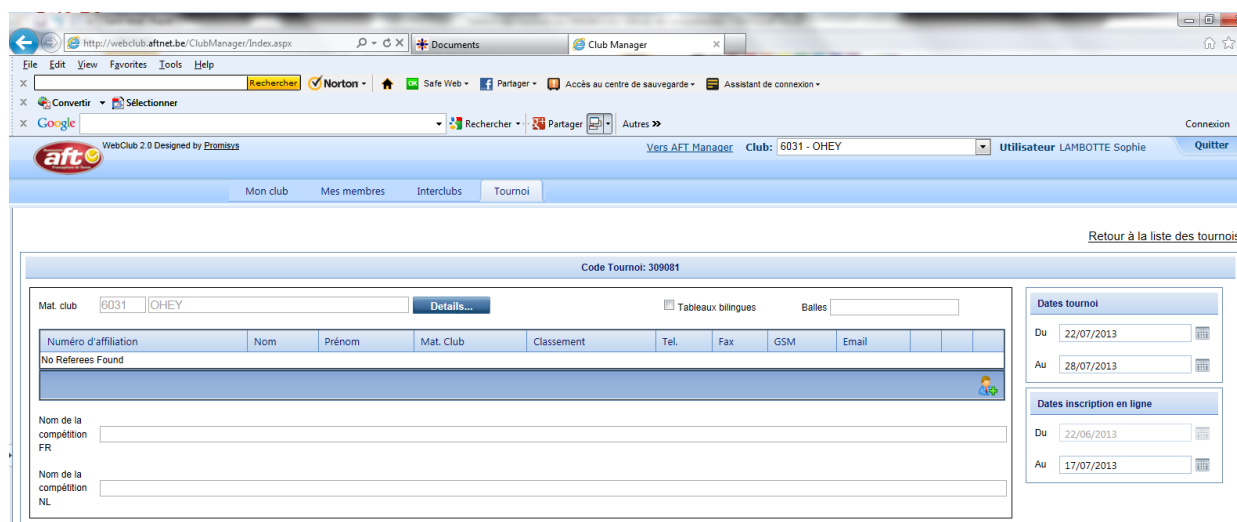 http://webclub.aftnet.be/ClubManager/Index.aspx Documents Club Manager
File Edit View Favorites Tools Help
x Rechercher Norton OK Safe Web Partager Accès au centre de sauvegarde Assistant de connexion
x Convertir Sélectionner
x Google Rechercher Partager Autres » Connexion
aft WebClub 2.0 Designed by Promisys Vers AFT Manager Club: 6031 - OHEY Utilisateur LAMBOTTE Sophie Quitter
Mon club Mes membres Interclubs Tournoi
Retour à la liste des tournois
Code Tournoi: 309081
Mat. club 6031 OHEY Details... Tableaux bilingues Balles
Numéro d'affiliation Nom Prénom Mat. Club Classement Tel. Fax GSM Email
No Referees Found
Nom de la
compétition
FR
Nom de la
compétition
NL
Dates tournoi
Du 22/07/2013
Au 28/07/2013
Dates inscription en ligne
Du 22/06/2013
Au 17/07/2013